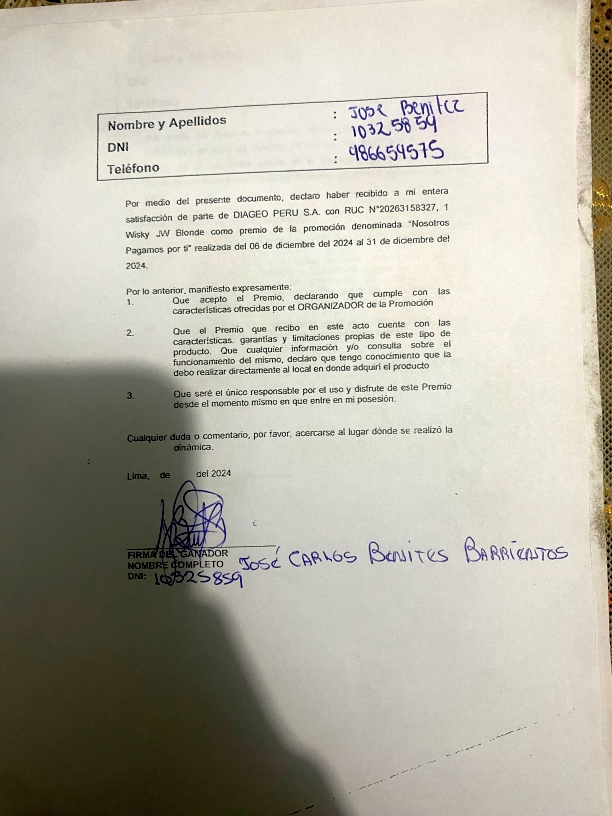 Nombre y Apellidos : Jose Benitez
DNI : 10325859
Teléfono : 986659575
Por medio del presente documento, declaro haber recibido a mi entera
satisfacción de parte de DIAGEO PERU S.A. con RUC N°20263158327, 1
Wisky JW Blonde como premio de la promoción denominada "Nosotros
Pagamos por ti" realizada del 06 de diciembre del 2024 al 31 de diciembre del
2024.
Por lo anterior, manifiesto expresamente:
1. Que acepto el Premio, declarando que cumple con las
características ofrecidas por el ORGANIZADOR de la Promoción
2. Que el Premio que recibo en este acto cuenta con las
características, garantías y limitaciones propias de este tipo de
producto. Que cualquier información y/o consulta sobre el
funcionamiento del mismo, declaro que tengo conocimiento que la
debo realizar directamente al local en donde adquirí el producto
3. Que seré el único responsable por el uso y disfrute de este Premio
desde el momento mismo en que entre en mi posesión.
Cualquier duda o comentario, por favor, acercarse al lugar dónde se realizó la
dinámica.
Lima, de del 2024
FIRMA DEL GANADOR
NOMBRE COMPLETO JOSÉ CARLOS BENITES BARRIENTOS
DNI: 10325859